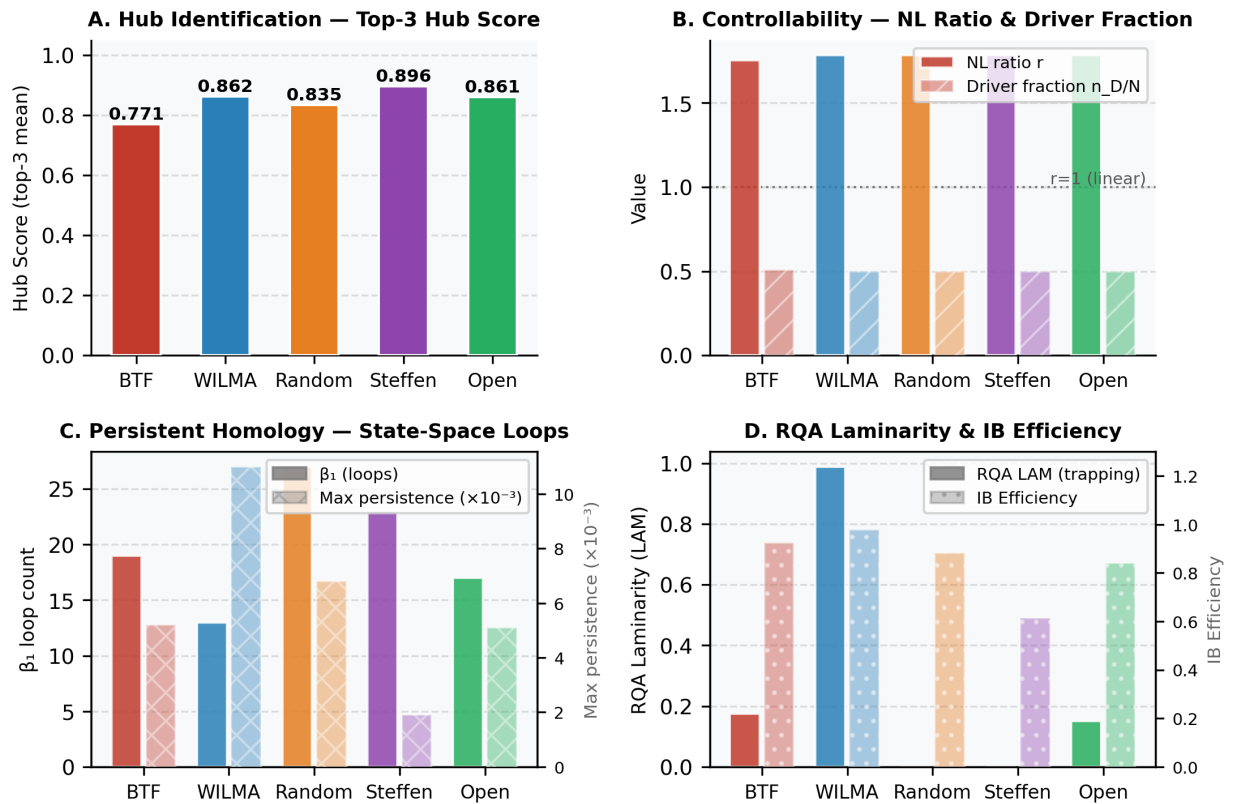 A. Hub Identification — Top-3 Hub Score
Hub Score (top-3 mean)
1.0
0.8
0.6
0.4
0.2
0.0
0.771
0.862
0.835
0.896
0.861
BTF WILMA Random Steffen Open
B. Controllability — NL Ratio & Driver Fraction
Value
1.5
1.0
0.5
0.0
NL ratio r
Driver fraction n_D/N
r=1 (linear)
BTF WILMA Random Steffen Open
C. Persistent Homology — State-Space Loops
β₁ loop count
25
20
15
10
5
0
β₁ (loops)
Max persistence (×10⁻³)
10
8
6
4
2
0
Max persistence (×10⁻³)
BTF WILMA Random Steffen Open
D. RQA Laminarity & IB Efficiency
RQA Laminarity (LAM)
1.0
0.8
0.6
0.4
0.2
0.0
RQA LAM (trapping)
IB Efficiency
1.2
1.0
0.8
0.6
0.4
0.2
0.0
IB Efficiency
BTF WILMA Random Steffen Open